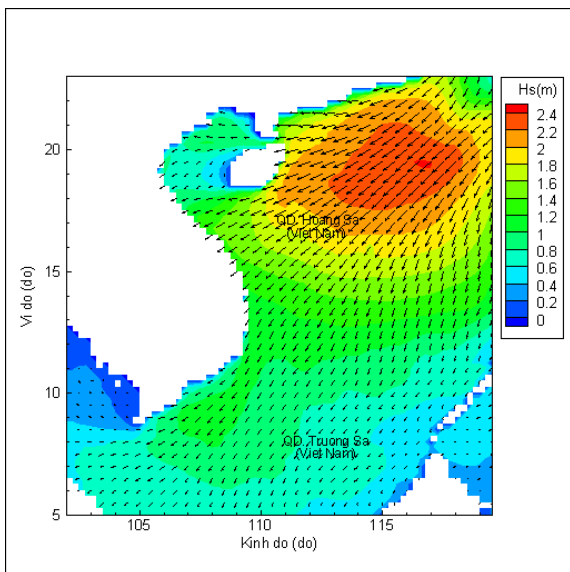 Hs(m)
2.4
2.2
2
1.8
1.6
1.4
1.2
1
0.8
0.6
0.4
0.2
0
20
15
10
5
Vi do (do)
QD. Hoang Sa
(Viet Nam)
QD. Truong Sa
(Viet Nam)
105
110
115
Kinh do (do)